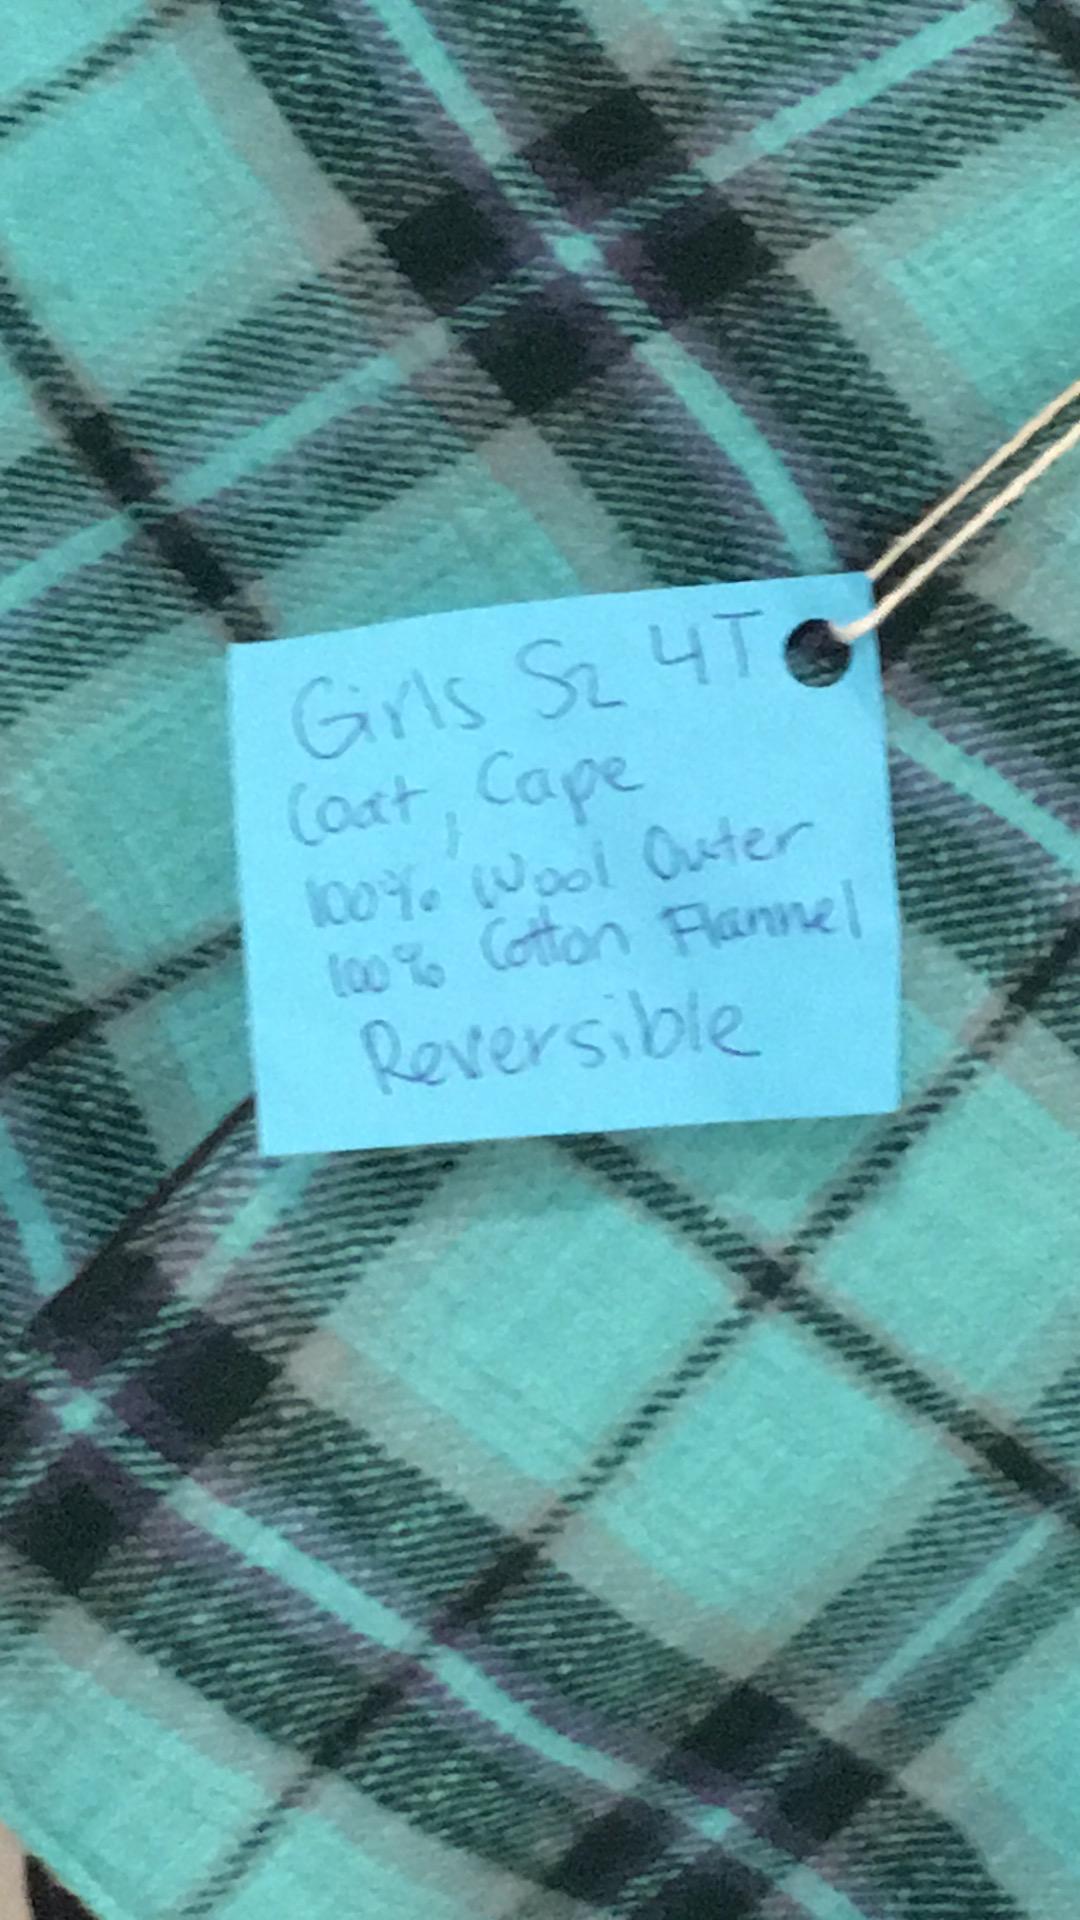 Girls Sz 4T
Coat, Cape
100% Wool Outer
100% Cotton Flannel
Reversible